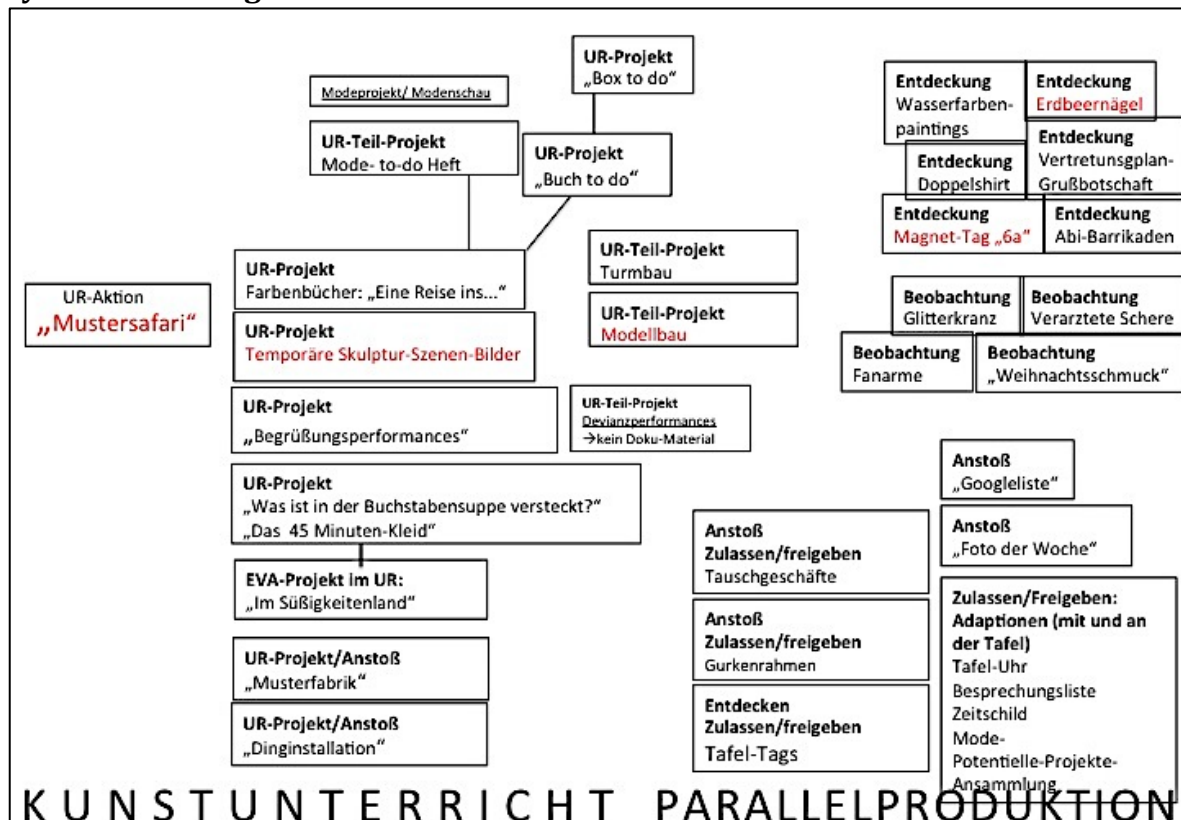 UR-Projekt
„Box to do“
Modeprojekt/ Modenschau
UR-Teil-Projekt
Mode- to-do Heft
UR-Projekt
„Buch to do“
UR-Aktion
„Mustersafari“
UR-Projekt
Farbenbücher: „Eine Reise ins...“
UR-Projekt
Temporäre Skulptur-Szenen-Bilder
UR-Teil-Projekt
Turmbau
UR-Teil-Projekt
Modellbau
UR-Projekt
„Begrüßungsperformances“
UR-Teil-Projekt
Devianzperformances
→kein Doku-Material
UR-Projekt
„Was ist in der Buchstabensuppe versteckt?“
„Das 45 Minuten-Kleid“
EVA-Projekt im UR:
„Im Süßigkeitenland“
UR-Projekt/Anstoß
„Musterfabrik“
UR-Projekt/Anstoß
„Dinginstallation“
Entdeckung
Wasserfarben-
paintings
Entdeckung
Erdbeernägel
Entdeckung
Doppelshirt
Entdeckung
Vertretunsgplan-
Grußbotschaft
Entdeckung
Magnet-Tag „6a“
Entdeckung
Abi-Barrikaden
Beobachtung
Glitterkranz
Beobachtung
Verarztete Schere
Beobachtung
Fanarme
Beobachtung
„Weihnachtsschmuck“
Anstoß
„Googleliste“
Anstoß
„Foto der Woche“
Anstoß
Zulassen/freigeben
Tauschgeschäfte
Anstoß
Zulassen/freigeben
Gurkenrahmen
Entdecken
Zulassen/freigeben
Tafel-Tags
Zulassen/Freigeben:
Adaptionen (mit und an
der Tafel)
Tafel-Uhr
Besprechungsliste
Zeitschild
Mode-
Potentielle-Projekte-
Ansammlung
KUNSTUNTERRICHT PARALLELPRODUKTION